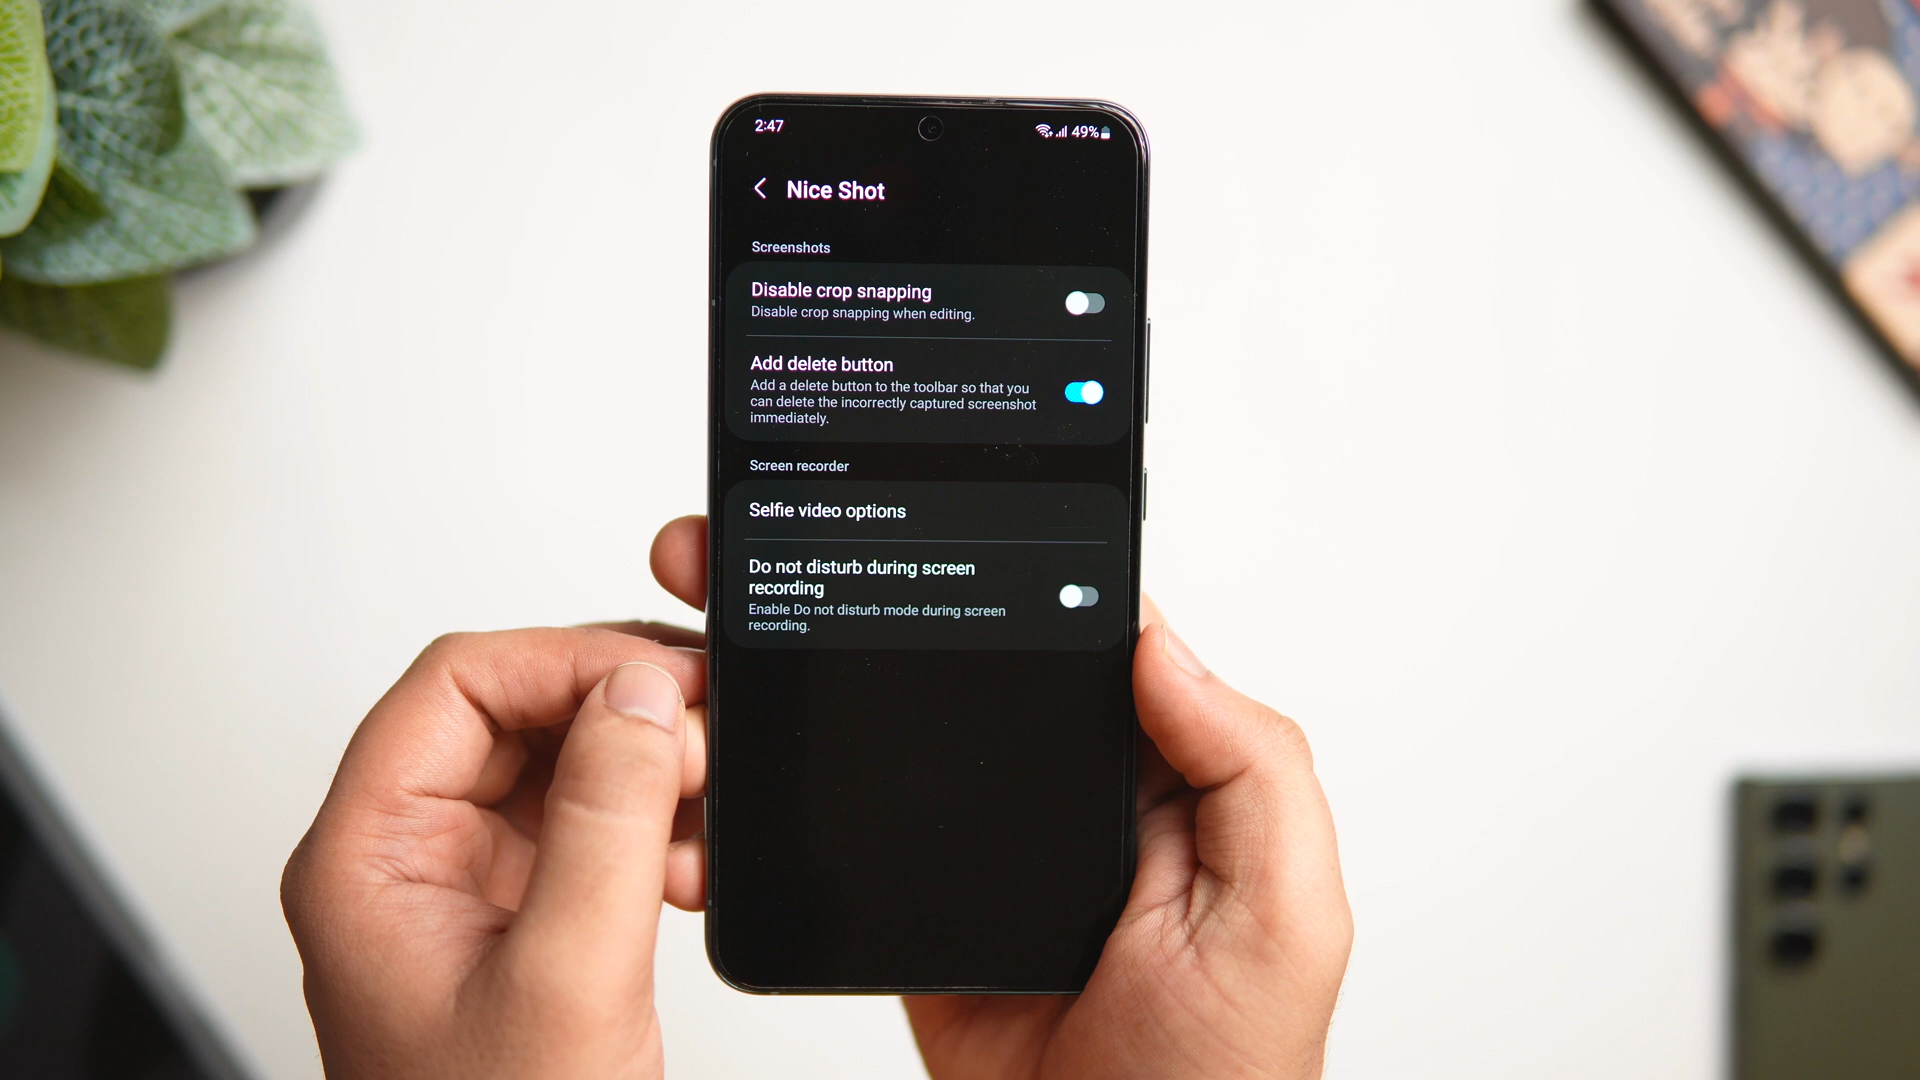 2:47
49%
Nice Shot
Screenshots
Disable crop snapping
Disable crop snapping when editing.
Add delete button
Add a delete button to the toolbar so that you
can delete the incorrectly captured screenshot
immediately.
Screen recorder
Selfie video options
Do not disturb during screen
recording
Enable Do not disturb mode during screen
recording.